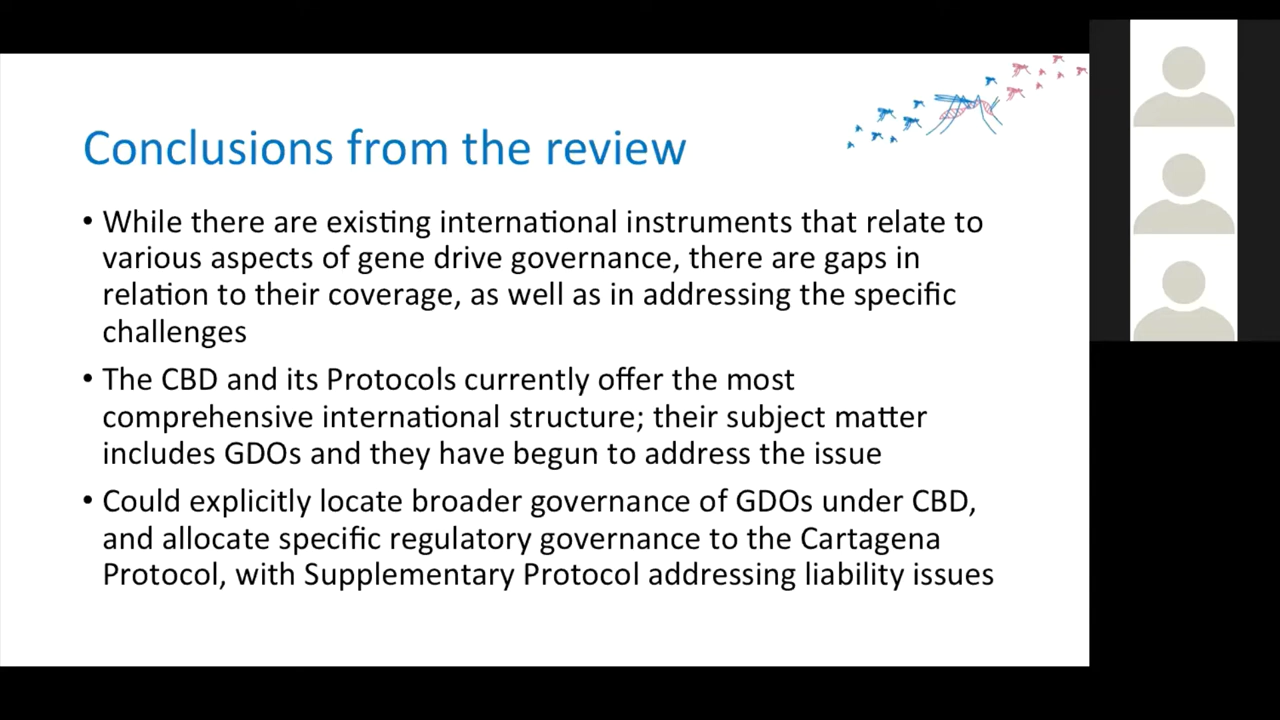 Conclusions from the review
• While there are existing international instruments that relate to
various aspects of gene drive governance, there are gaps in
relation to their coverage, as well as in addressing the specific
challenges
• The CBD and its Protocols currently offer the most
comprehensive international structure; their subject matter
includes GDOs and they have begun to address the issue
• Could explicitly locate broader governance of GDOs under CBD,
and allocate specific regulatory governance to the Cartagena
Protocol, with Supplementary Protocol addressing liability issues